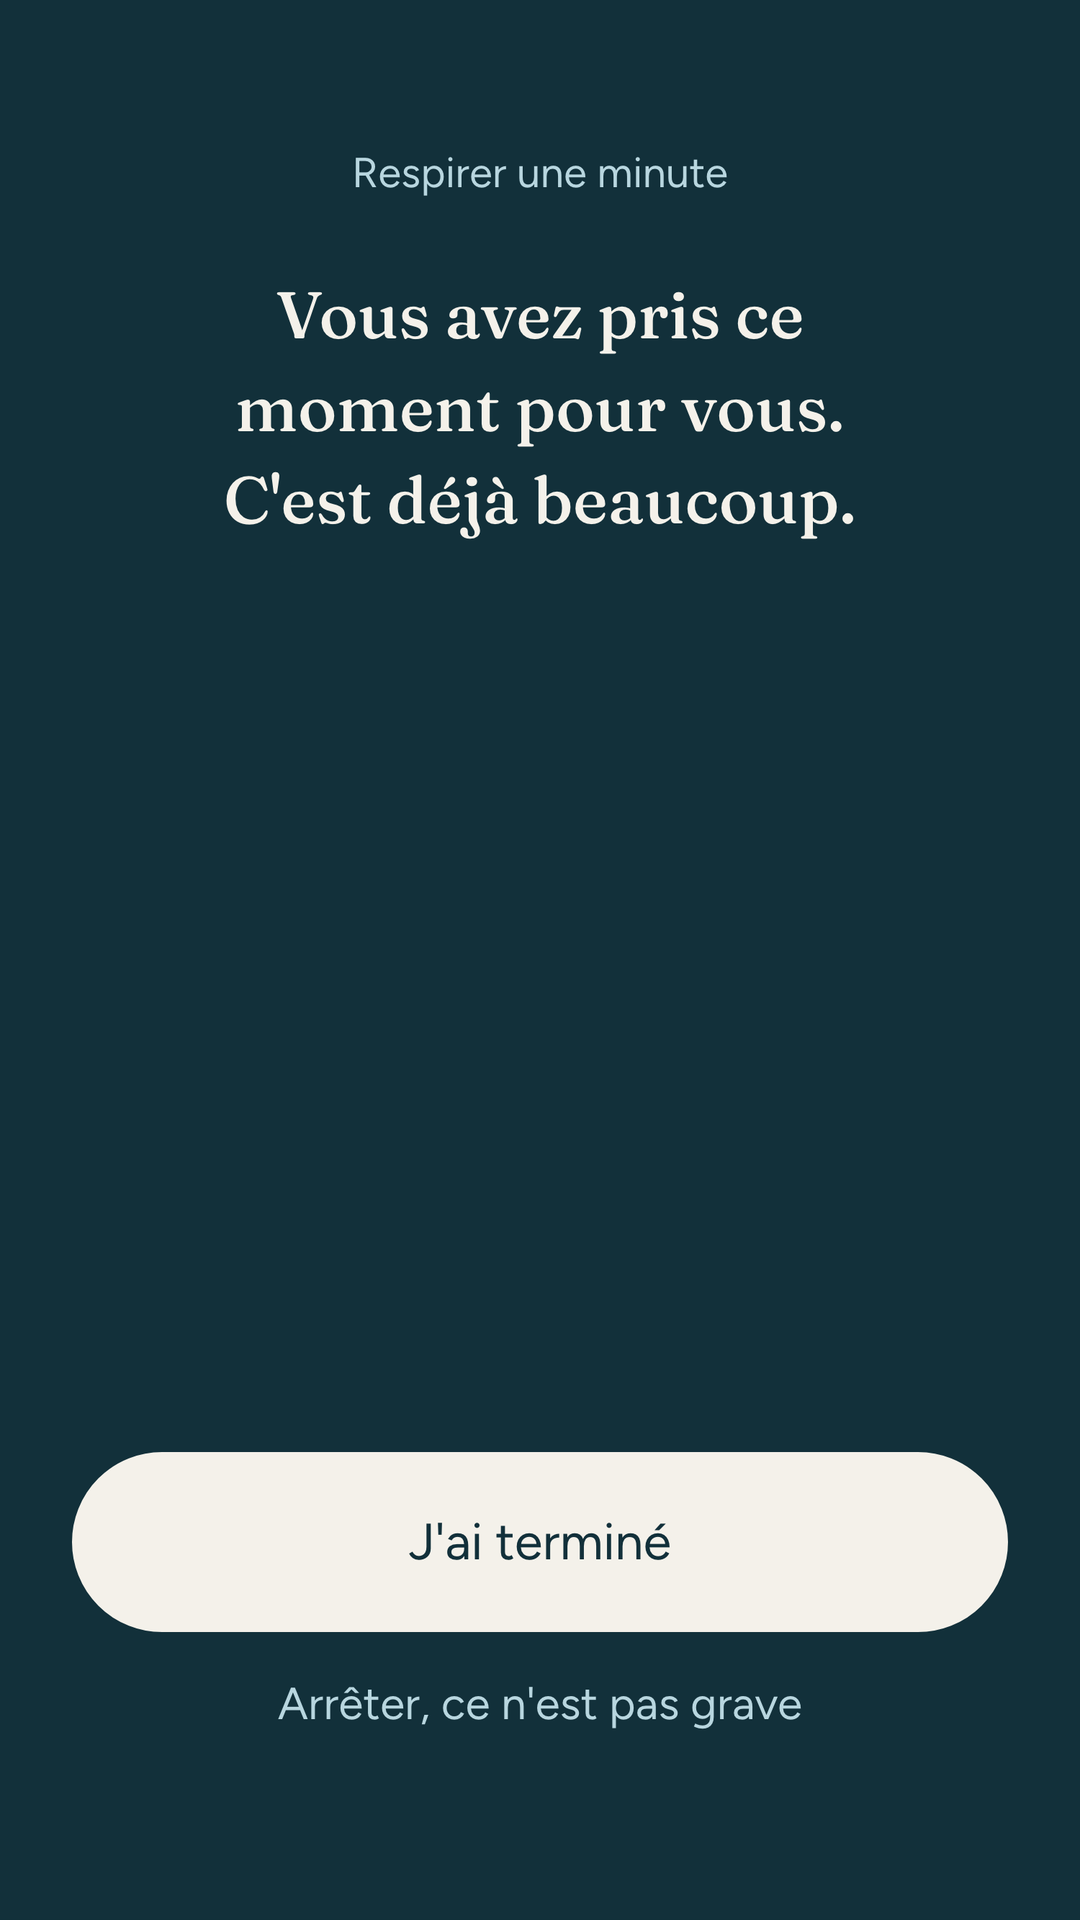 Respirer une minute
Vous avez pris ce
moment pour vous.
C'est déjà beaucoup.
J'ai terminé
Arrêter, ce n'est pas grave